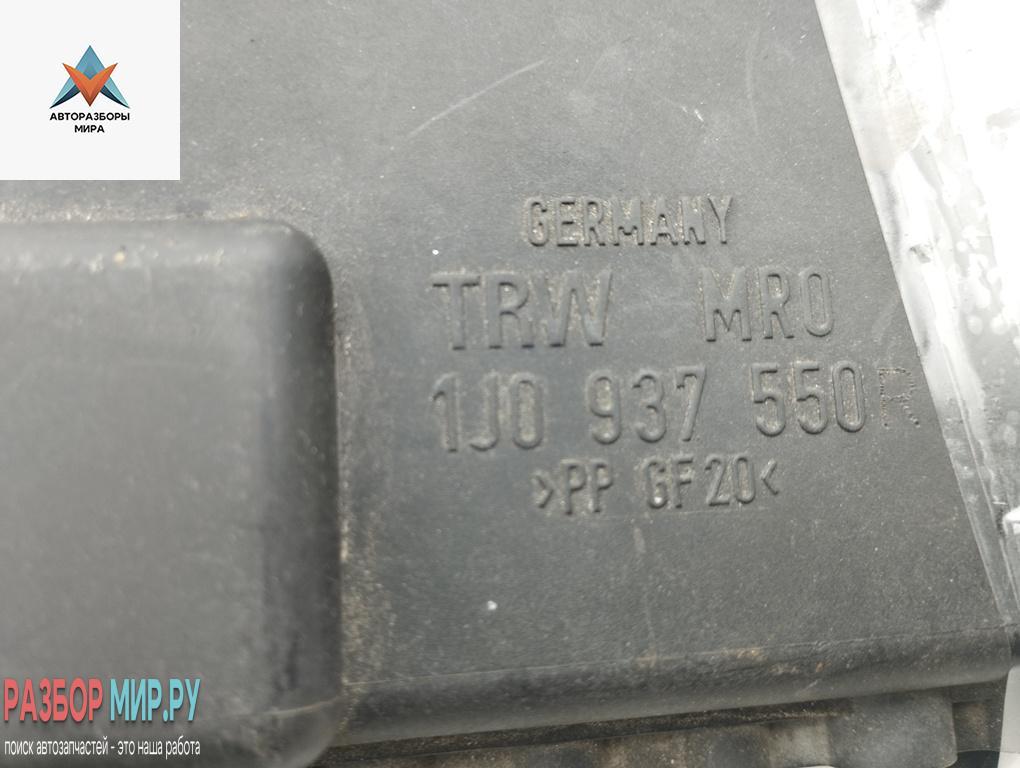 АВТОРАЗБОРЫ
МИРА
GERMANY
TRW MRO
1J0 937 550R
>PP GF20<
РАЗБОР МИР.РУ
поиск автозапчастей - это наша работа